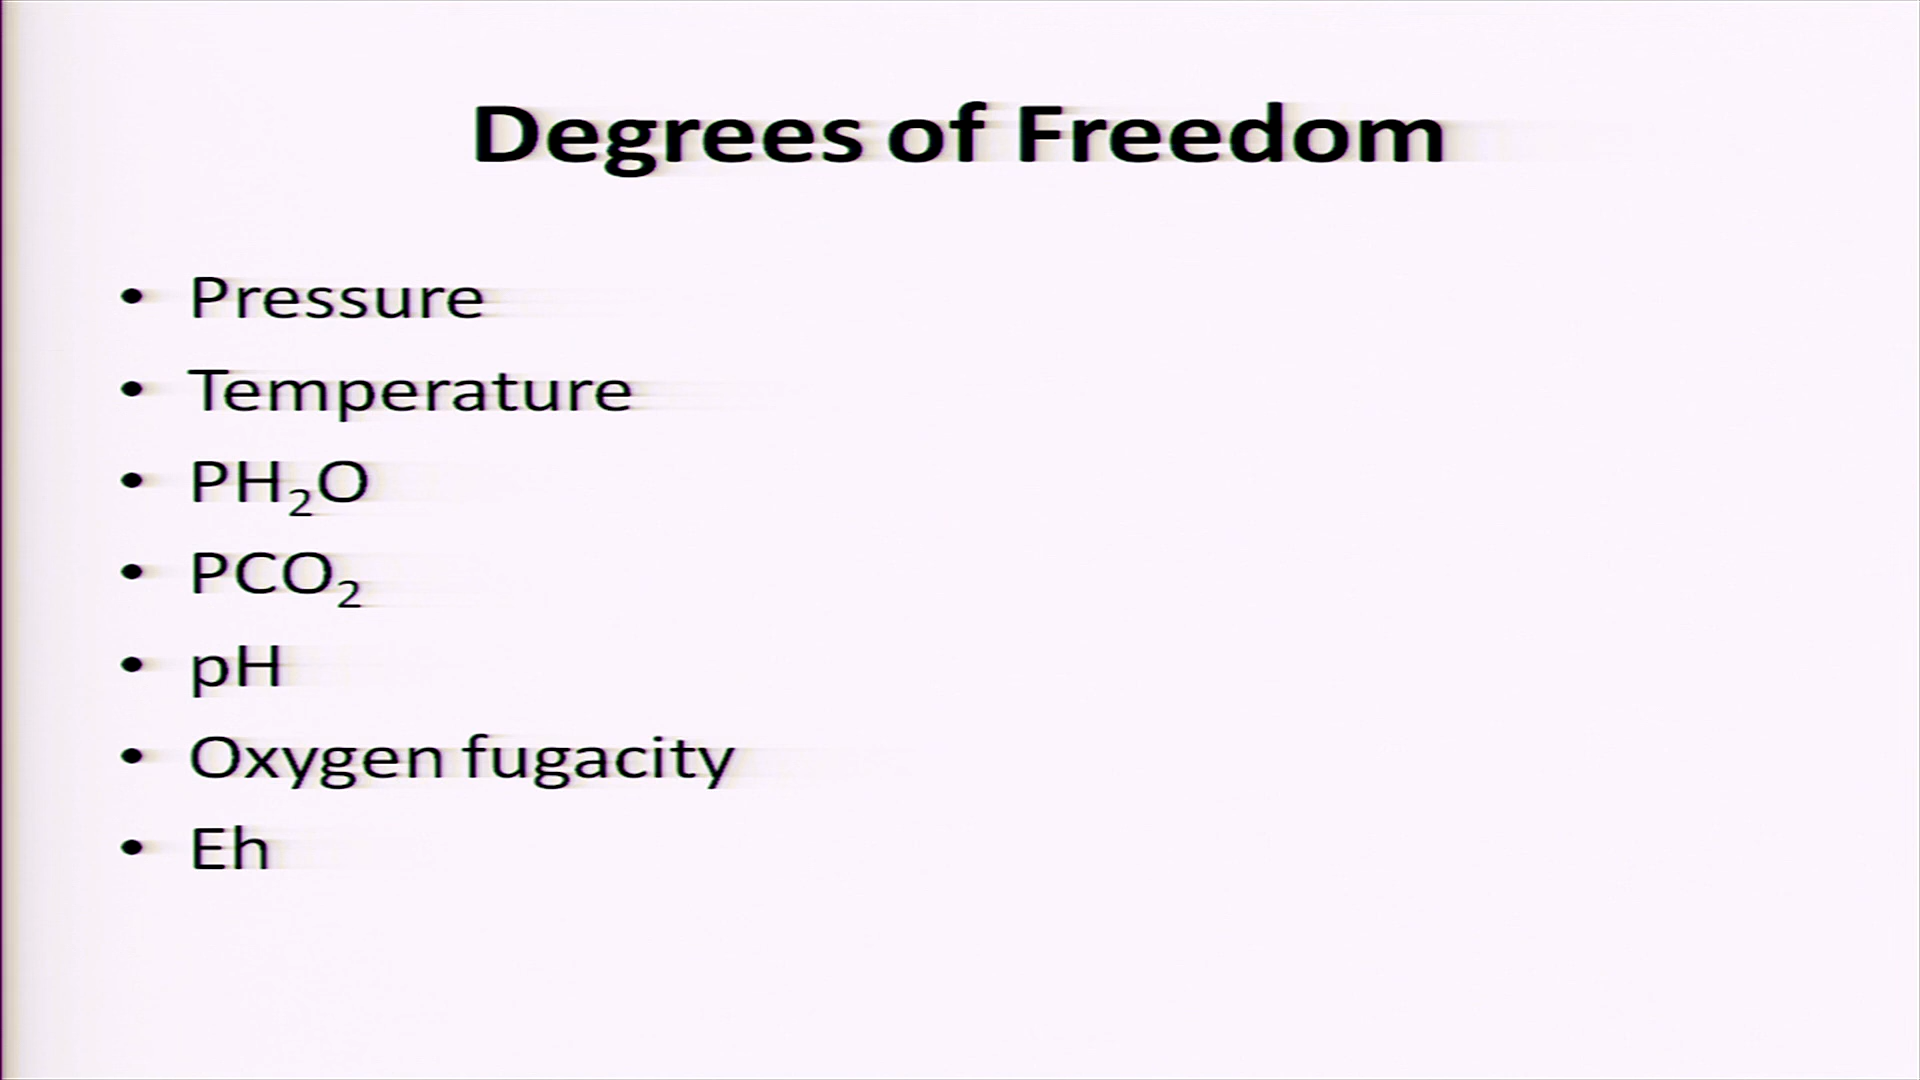 Degrees of Freedom
• Pressure
• Temperature
• PH₂O
• PCO₂
• pH
• Oxygen fugacity
• Eh